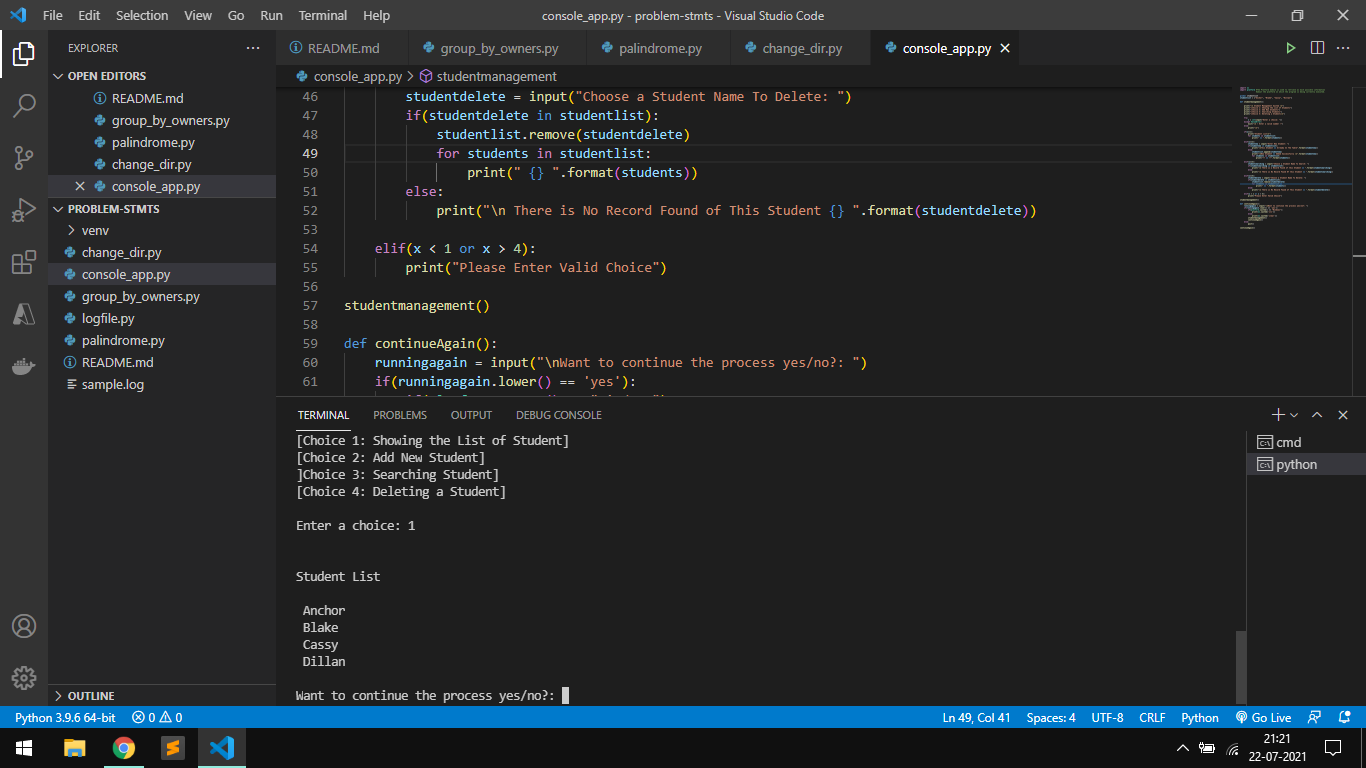 File Edit Selection View Go Run Terminal Help
console_app.py - problem-stmts - Visual Studio Code
EXPLORER
OPEN EDITORS
README.md
group_by_owners.py
palindrome.py
change_dir.py
console_app.py
PROBLEM-STMTS
venv
change_dir.py
console_app.py
group_by_owners.py
logfile.py
palindrome.py
README.md
sample.log
OUTLINE
README.md group_by_owners.py palindrome.py change_dir.py console_app.py
console_app.py > studentmanagement
46 studentdelete = input("Choose a Student Name To Delete: ")
47 if(studentdelete in studentlist):
48 studentlist.remove(studentdelete)
49 for students in studentlist:
50 print(" {} ".format(students))
51 else:
52 print("\n There is No Record Found of This Student {} ".format(studentdelete))
53
54 elif(x < 1 or x > 4):
55 print("Please Enter Valid Choice")
56
57 studentmanagement()
58
59 def continueAgain():
60 runningagain = input("\nWant to continue the process yes/no?: ")
61 if(runningagain.lower() == 'yes'):
TERMINAL PROBLEMS OUTPUT DEBUG CONSOLE
[Choice 1: Showing the List of Student]
[Choice 2: Add New Student]
]Choice 3: Searching Student]
[Choice 4: Deleting a Student]
Enter a choice: 1
Student List
Anchor
Blake
Cassy
Dillan
Want to continue the process yes/no?:
cmd
python
Python 3.9.6 64-bit 0 0 Ln 49, Col 41 Spaces: 4 UTF-8 CRLF Python Go Live
21:21
22-07-2021